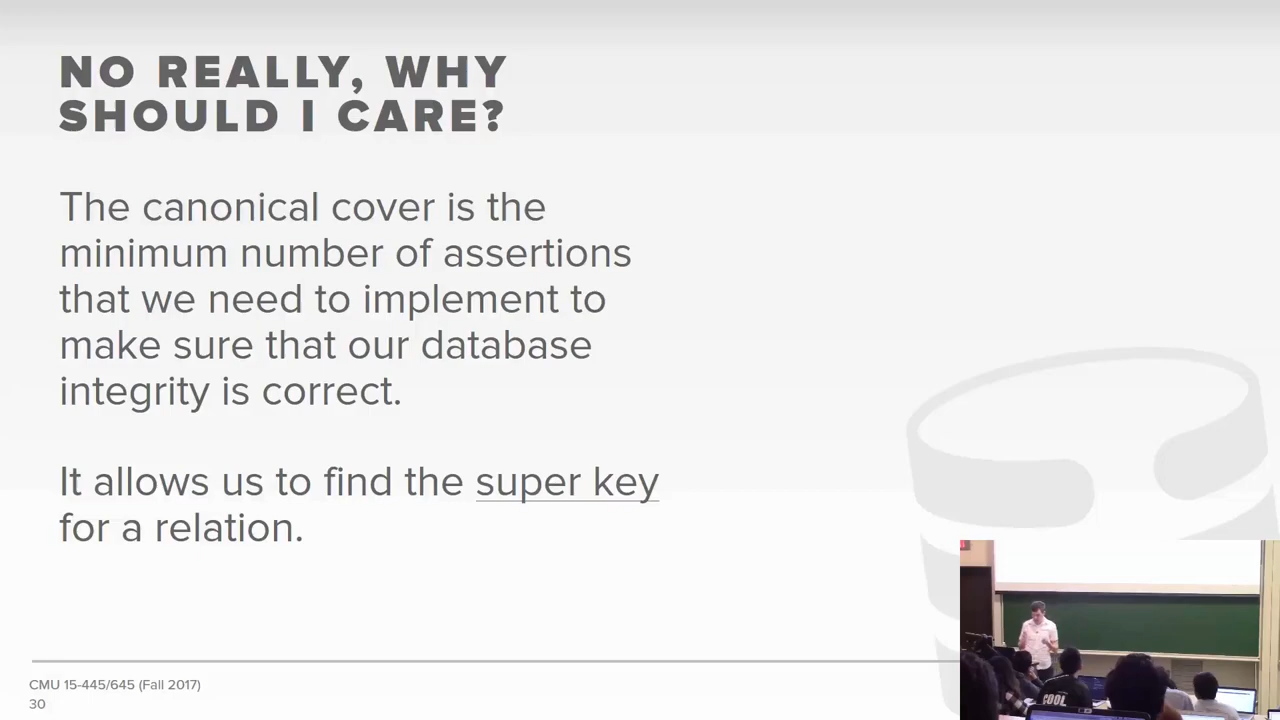 NO REALLY, WHY
SHOULD I CARE?
The canonical cover is the
minimum number of assertions
that we need to implement to
make sure that our database
integrity is correct.
It allows us to find the super key
for a relation.
CMU 15-445/645 (Fall 2017)
30
COOL